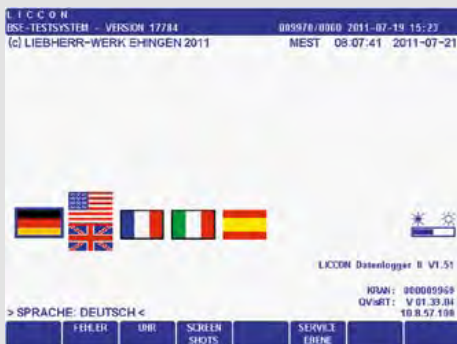 LICCON
BSE-TESTSYSTEM - VERSION 17784 009970/0060 2011-07-19 15:23
(c) LIEBHERR-WERK EHINGEN 2011 MEST 08:07:41 2011-07-21
LICCON Datenlogger II V1.51
KRAN: 000009969
QVisRT: V 01.33.04
> SPRACHE: DEUTSCH < 10.8.57.100
FEHLER UHR SCREEN SERVICE
SHOTS EBENE